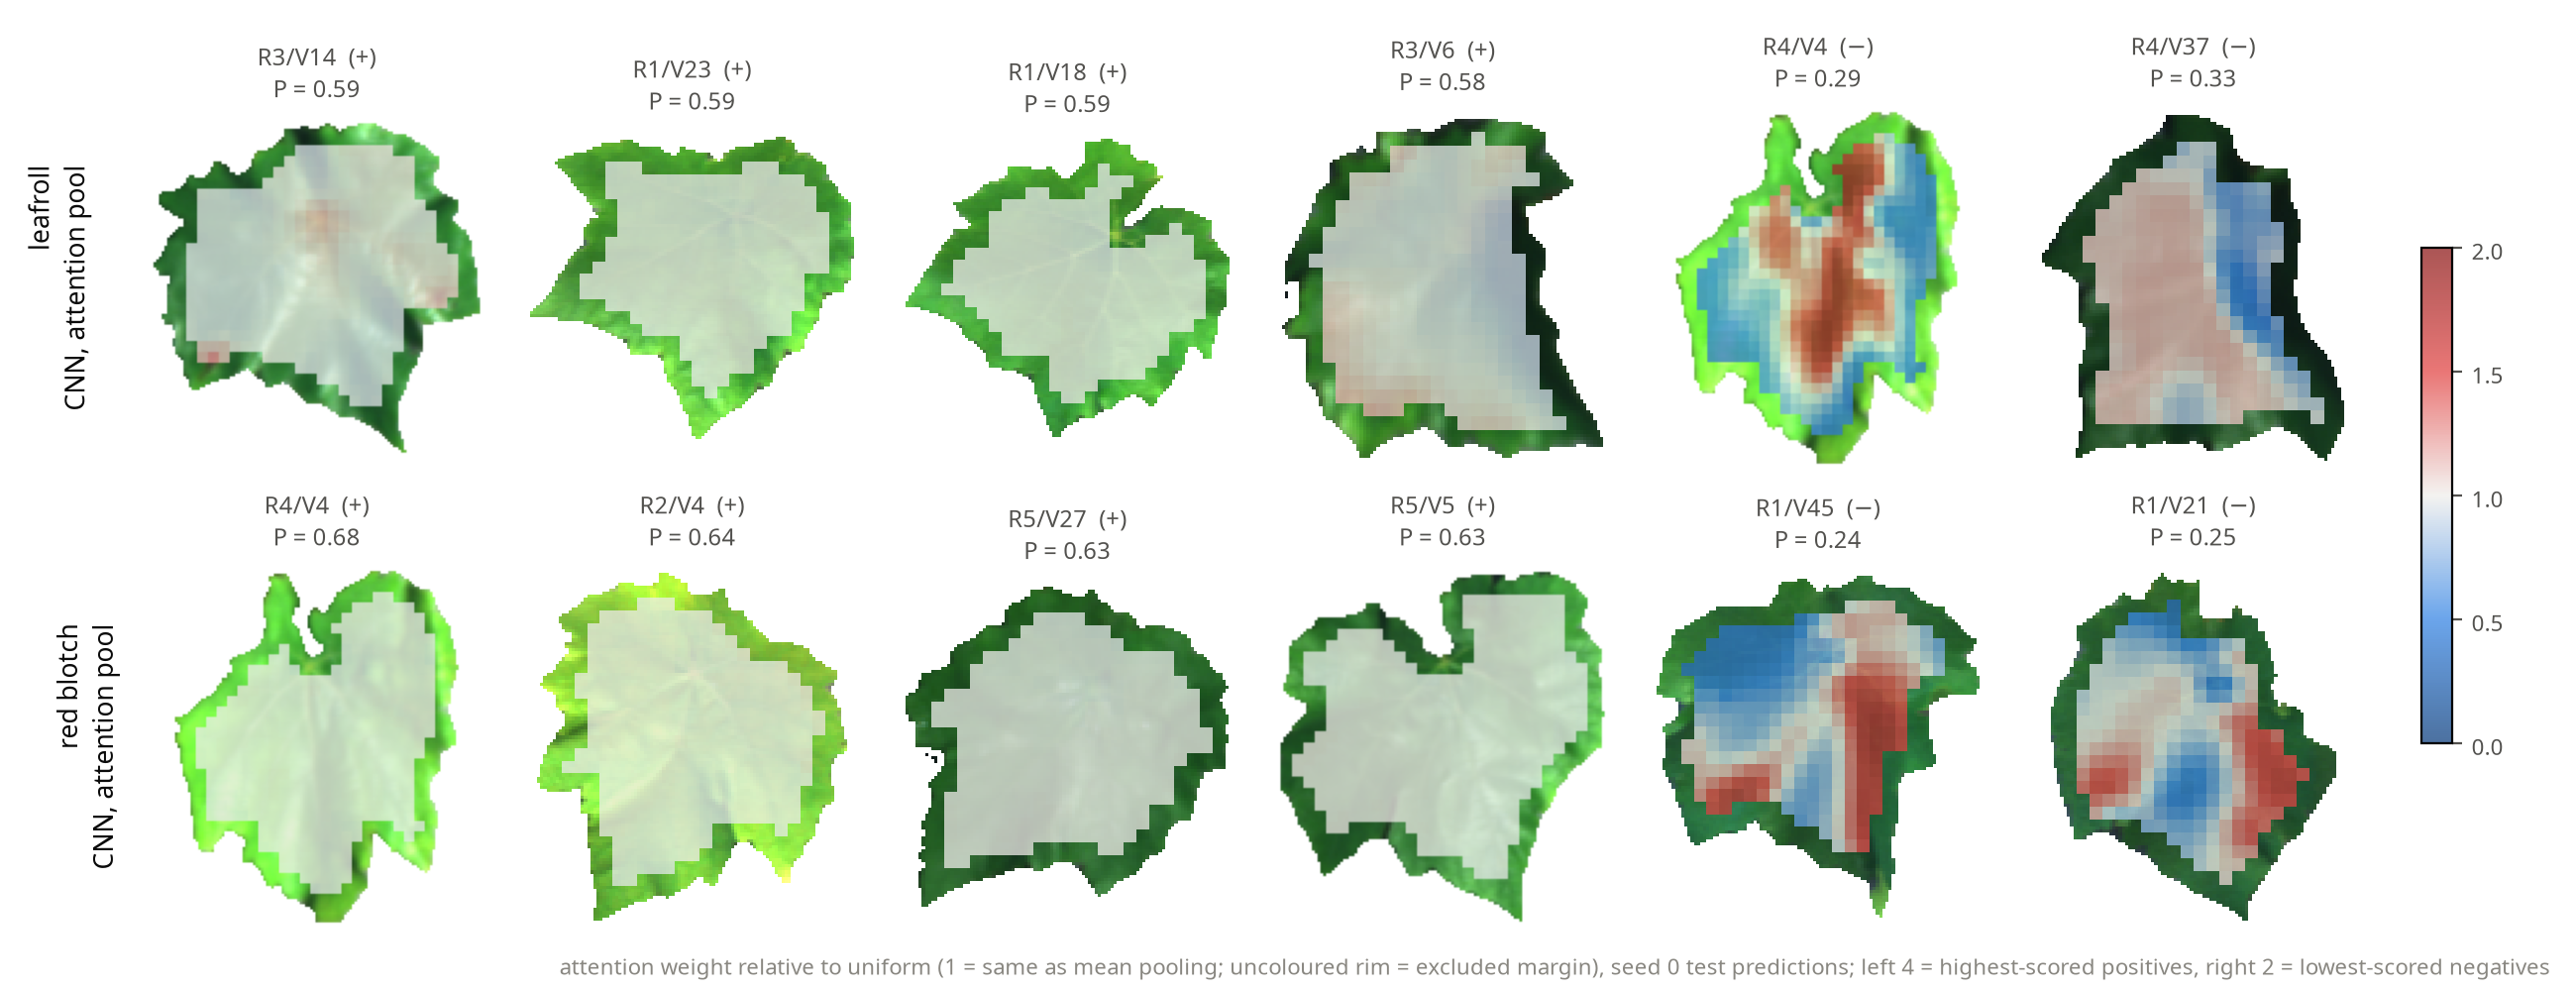 R3/V14 (+)
P = 0.59
R1/V23 (+)
P = 0.59
R1/V18 (+)
P = 0.59
R3/V6 (+)
P = 0.58
R4/V4 (−)
P = 0.29
R4/V37 (−)
P = 0.33
leafroll
CNN, attention pool
R4/V4 (+)
P = 0.68
R2/V4 (+)
P = 0.64
R5/V27 (+)
P = 0.63
R5/V5 (+)
P = 0.63
R1/V45 (−)
P = 0.24
R1/V21 (−)
P = 0.25
red blotch
CNN, attention pool
2.0
1.5
1.0
0.5
0.0
attention weight relative to uniform (1 = same as mean pooling; uncoloured rim = excluded margin), seed 0 test predictions; left 4 = highest-scored positives, right 2 = lowest-scored negatives